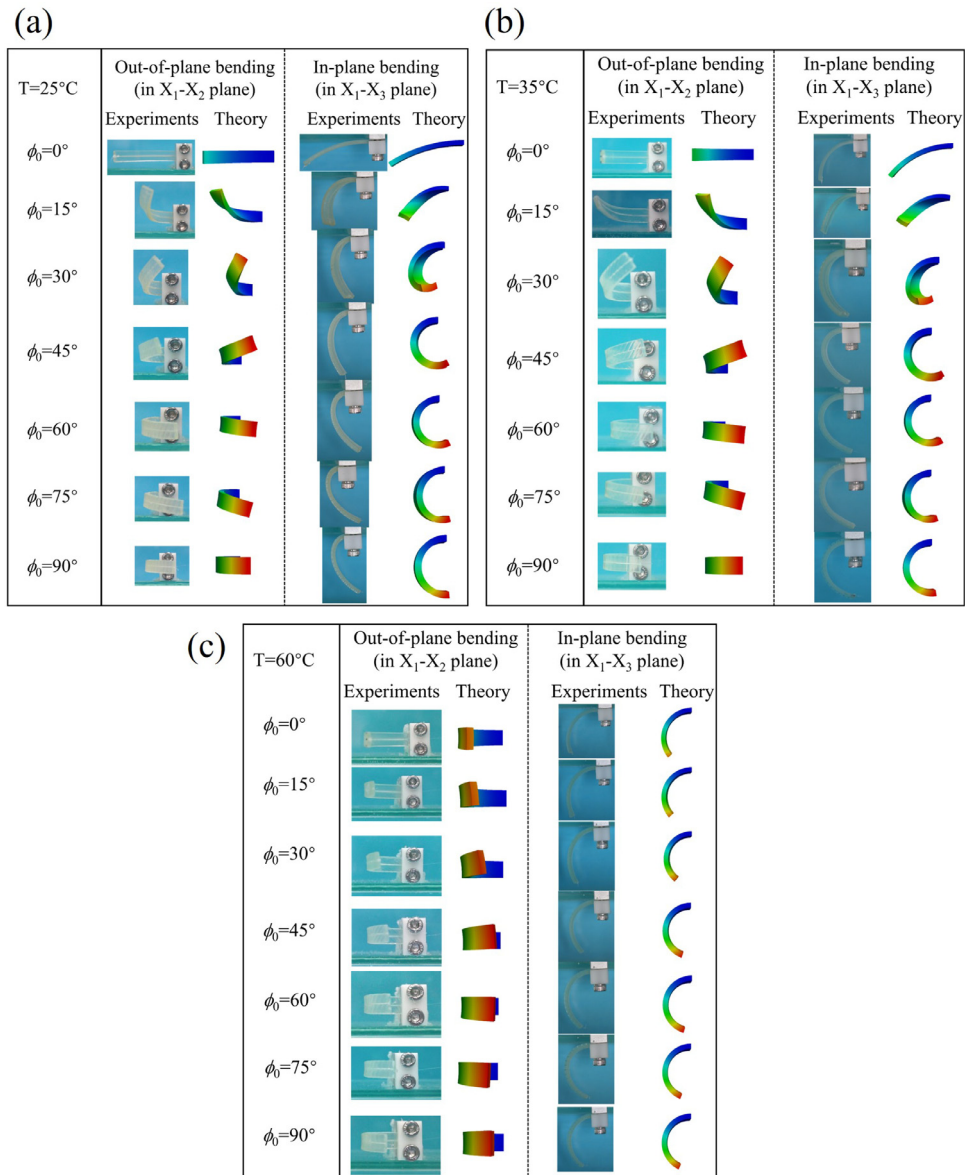 (a)
T=25°C
Out-of-plane bending
(in X₁-X₂ plane)
Experiments Theory
In-plane bending
(in X₁-X₃ plane)
Experiments Theory
ϕ₀=0°
ϕ₀=15°
ϕ₀=30°
ϕ₀=45°
ϕ₀=60°
ϕ₀=75°
ϕ₀=90°
(b)
T=35°C
Out-of-plane bending
(in X₁-X₂ plane)
Experiments Theory
In-plane bending
(in X₁-X₃ plane)
Experiments Theory
ϕ₀=0°
ϕ₀=15°
ϕ₀=30°
ϕ₀=45°
ϕ₀=60°
ϕ₀=75°
ϕ₀=90°
(c)
T=60°C
Out-of-plane bending
(in X₁-X₂ plane)
Experiments Theory
In-plane bending
(in X₁-X₃ plane)
Experiments Theory
ϕ₀=0°
ϕ₀=15°
ϕ₀=30°
ϕ₀=45°
ϕ₀=60°
ϕ₀=75°
ϕ₀=90°